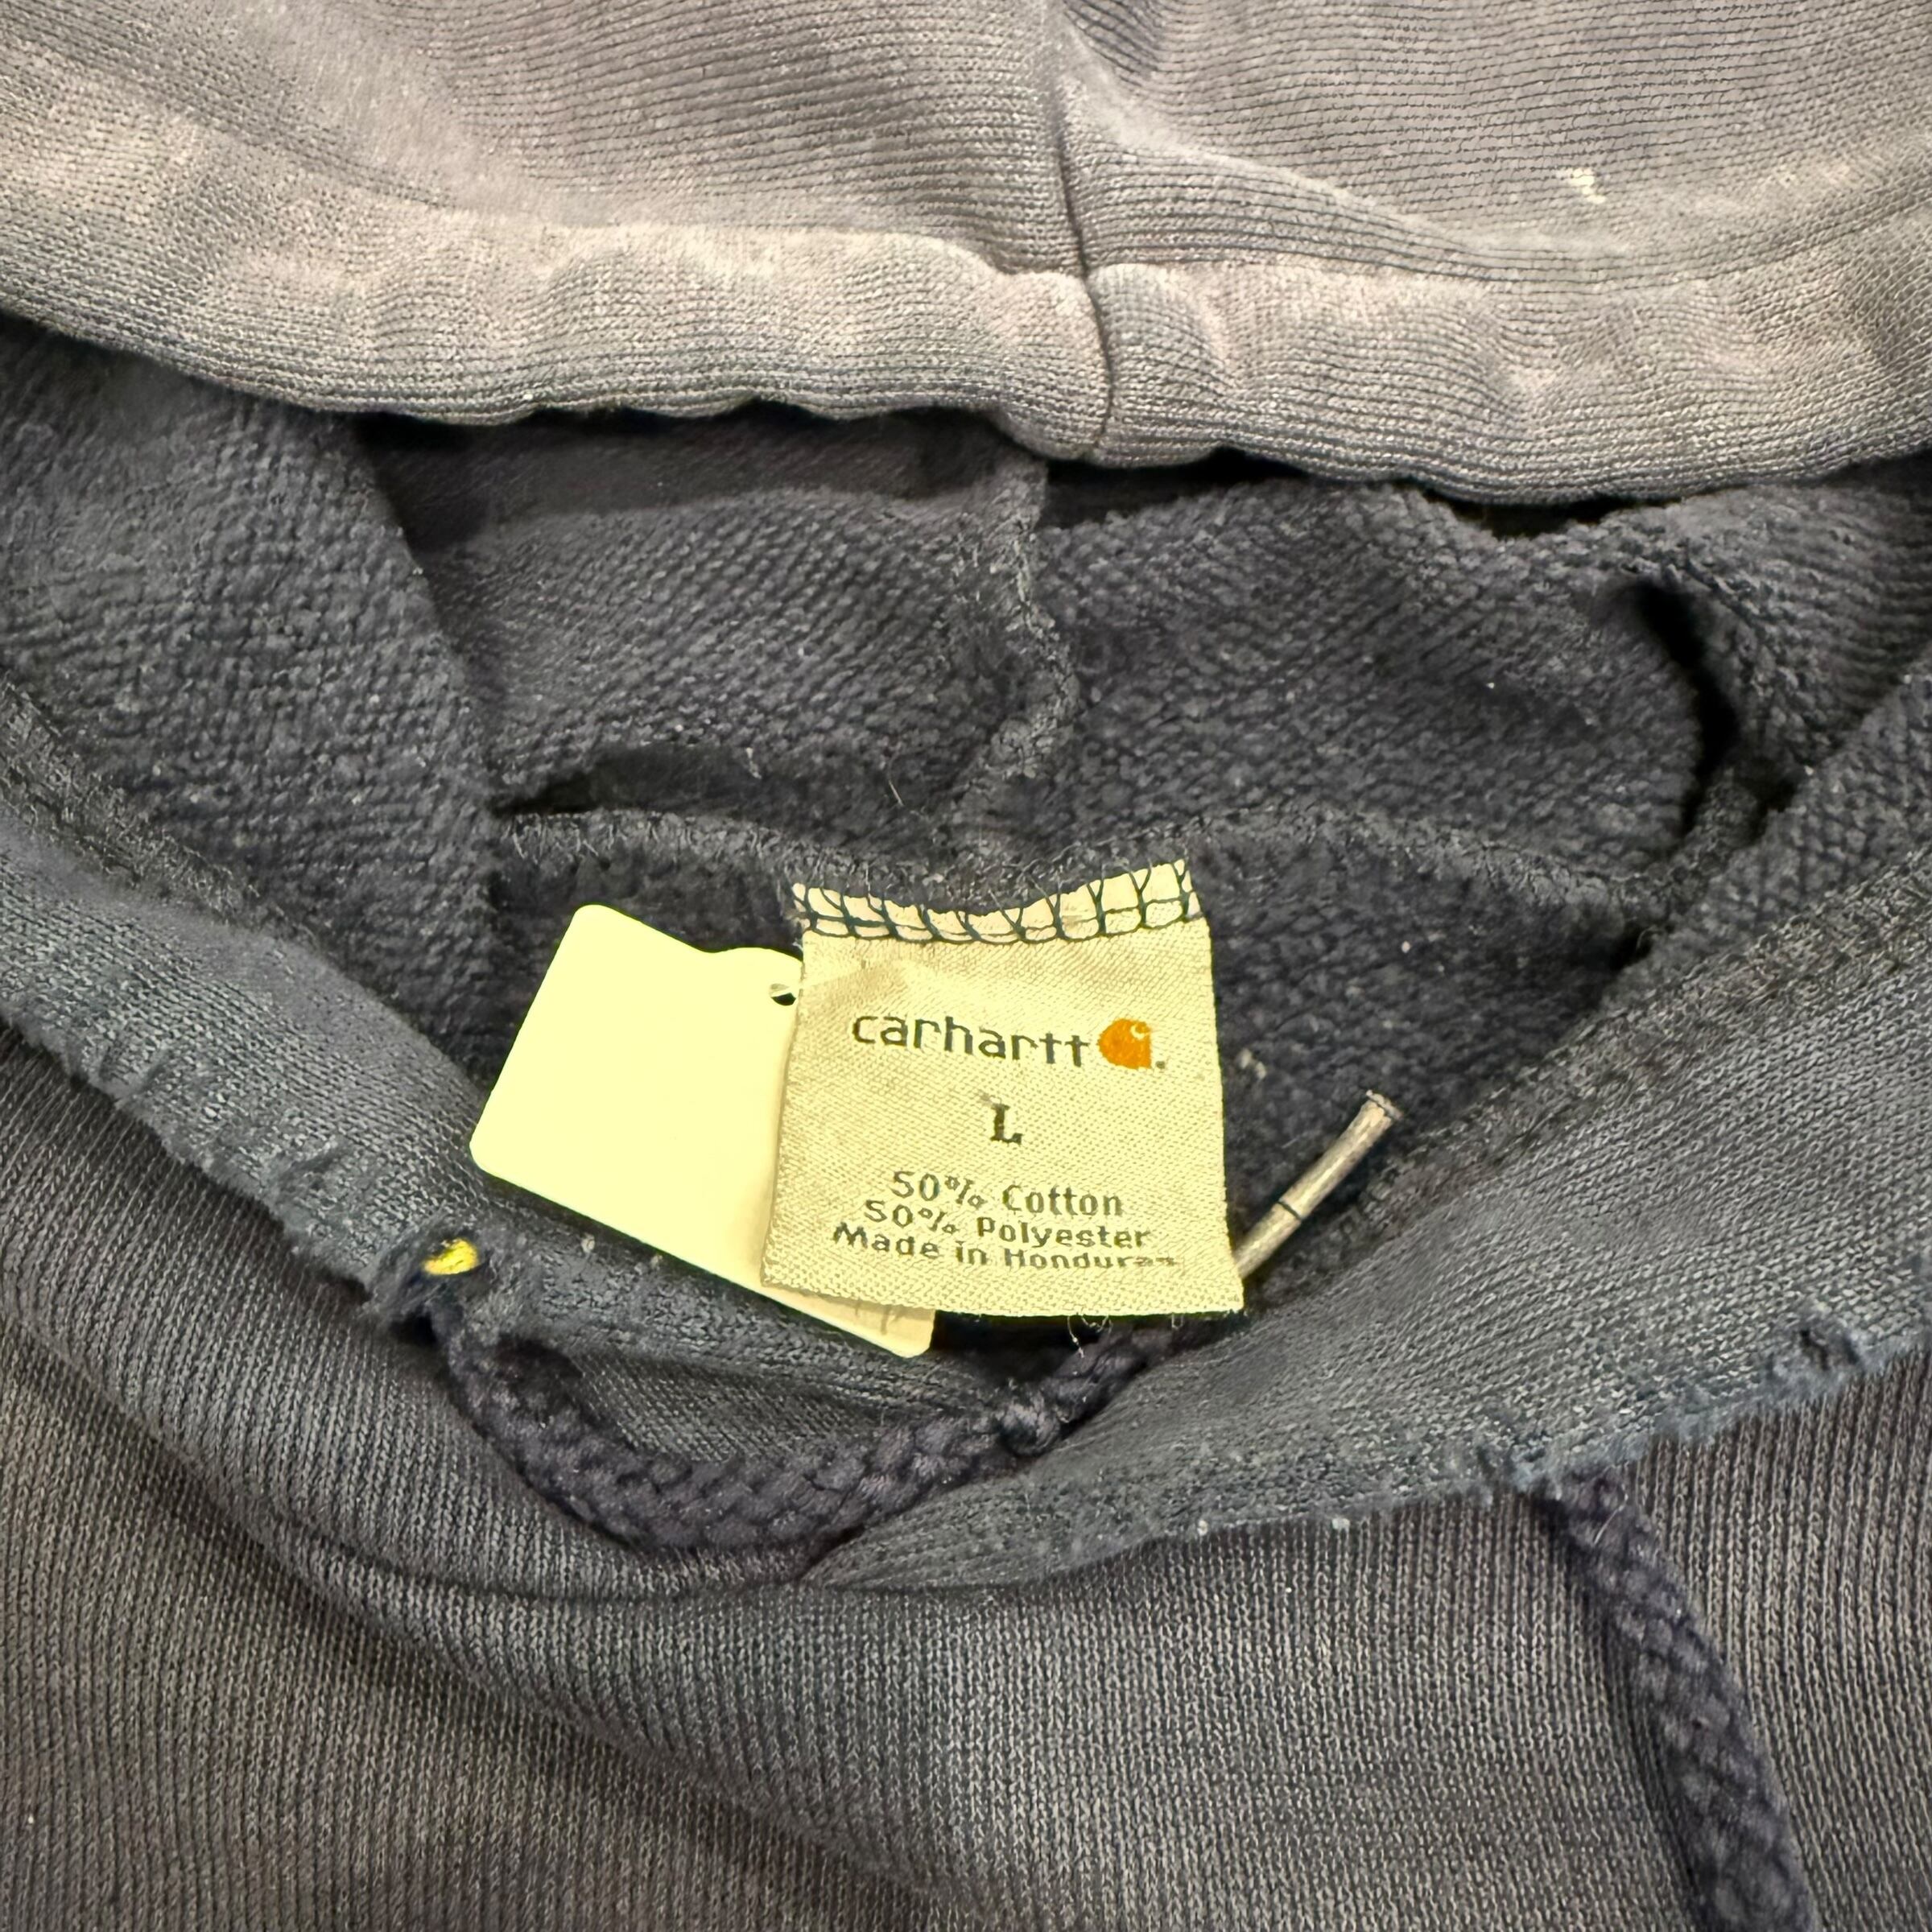 carhartt
L
50% Cotton
50% Polyester
Made in Honduras